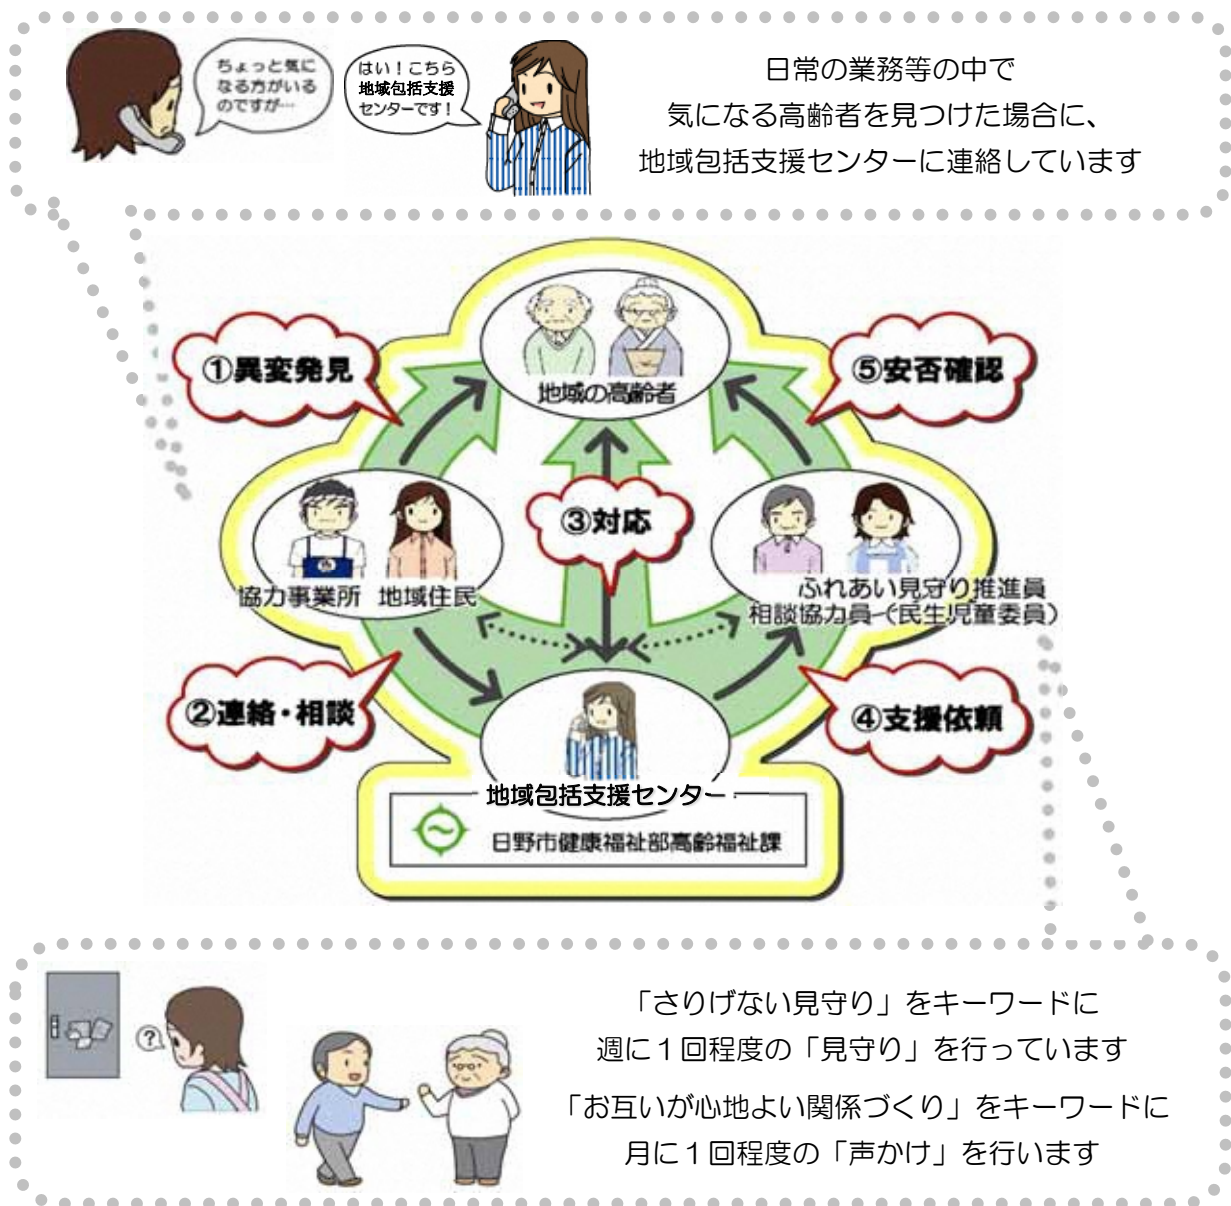 ちょっと気に
なる方がいる
のですが…
はい！こちら
地域包括支援
センターです！
日常の業務等の中で
気になる高齢者を見つけた場合に、
地域包括支援センターに連絡しています
①異変発見
⑤安否確認
地域の高齢者
③対応
協力事業所 地域住民
ふれあい見守り推進員
相談協力員（民生児童委員）
②連絡・相談
④支援依頼
地域包括支援センター
日野市健康福祉部高齢福祉課
?
「さりげない見守り」をキーワードに
週に１回程度の「見守り」を行っています
「お互いが心地よい関係づくり」をキーワードに
月に１回程度の「声かけ」を行います